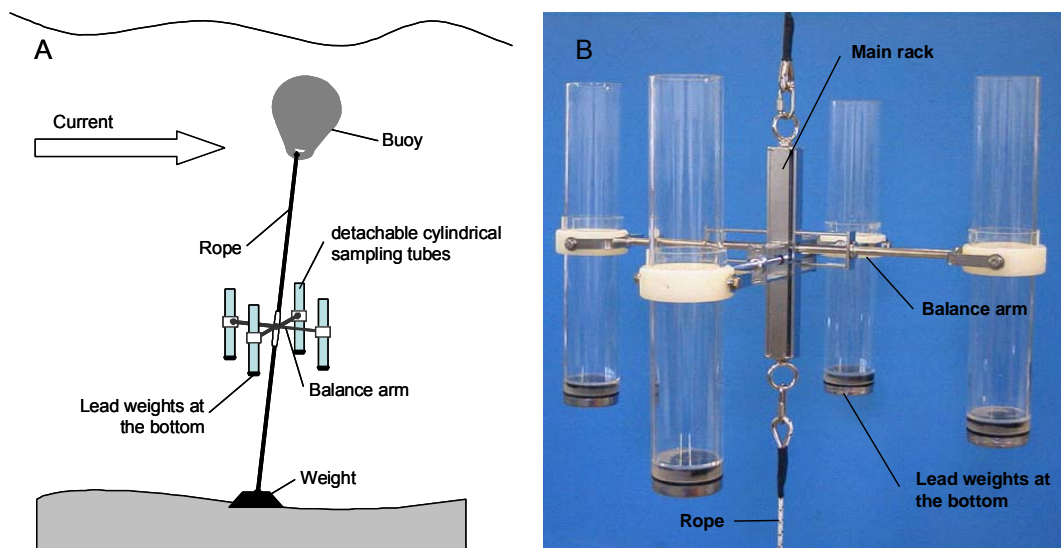 A
Current
Buoy
Rope
detachable cylindrical
sampling tubes
Balance arm
Lead weights at
the bottom
Weight
B
Main rack
Balance arm
Lead weights at
the bottom
Rope